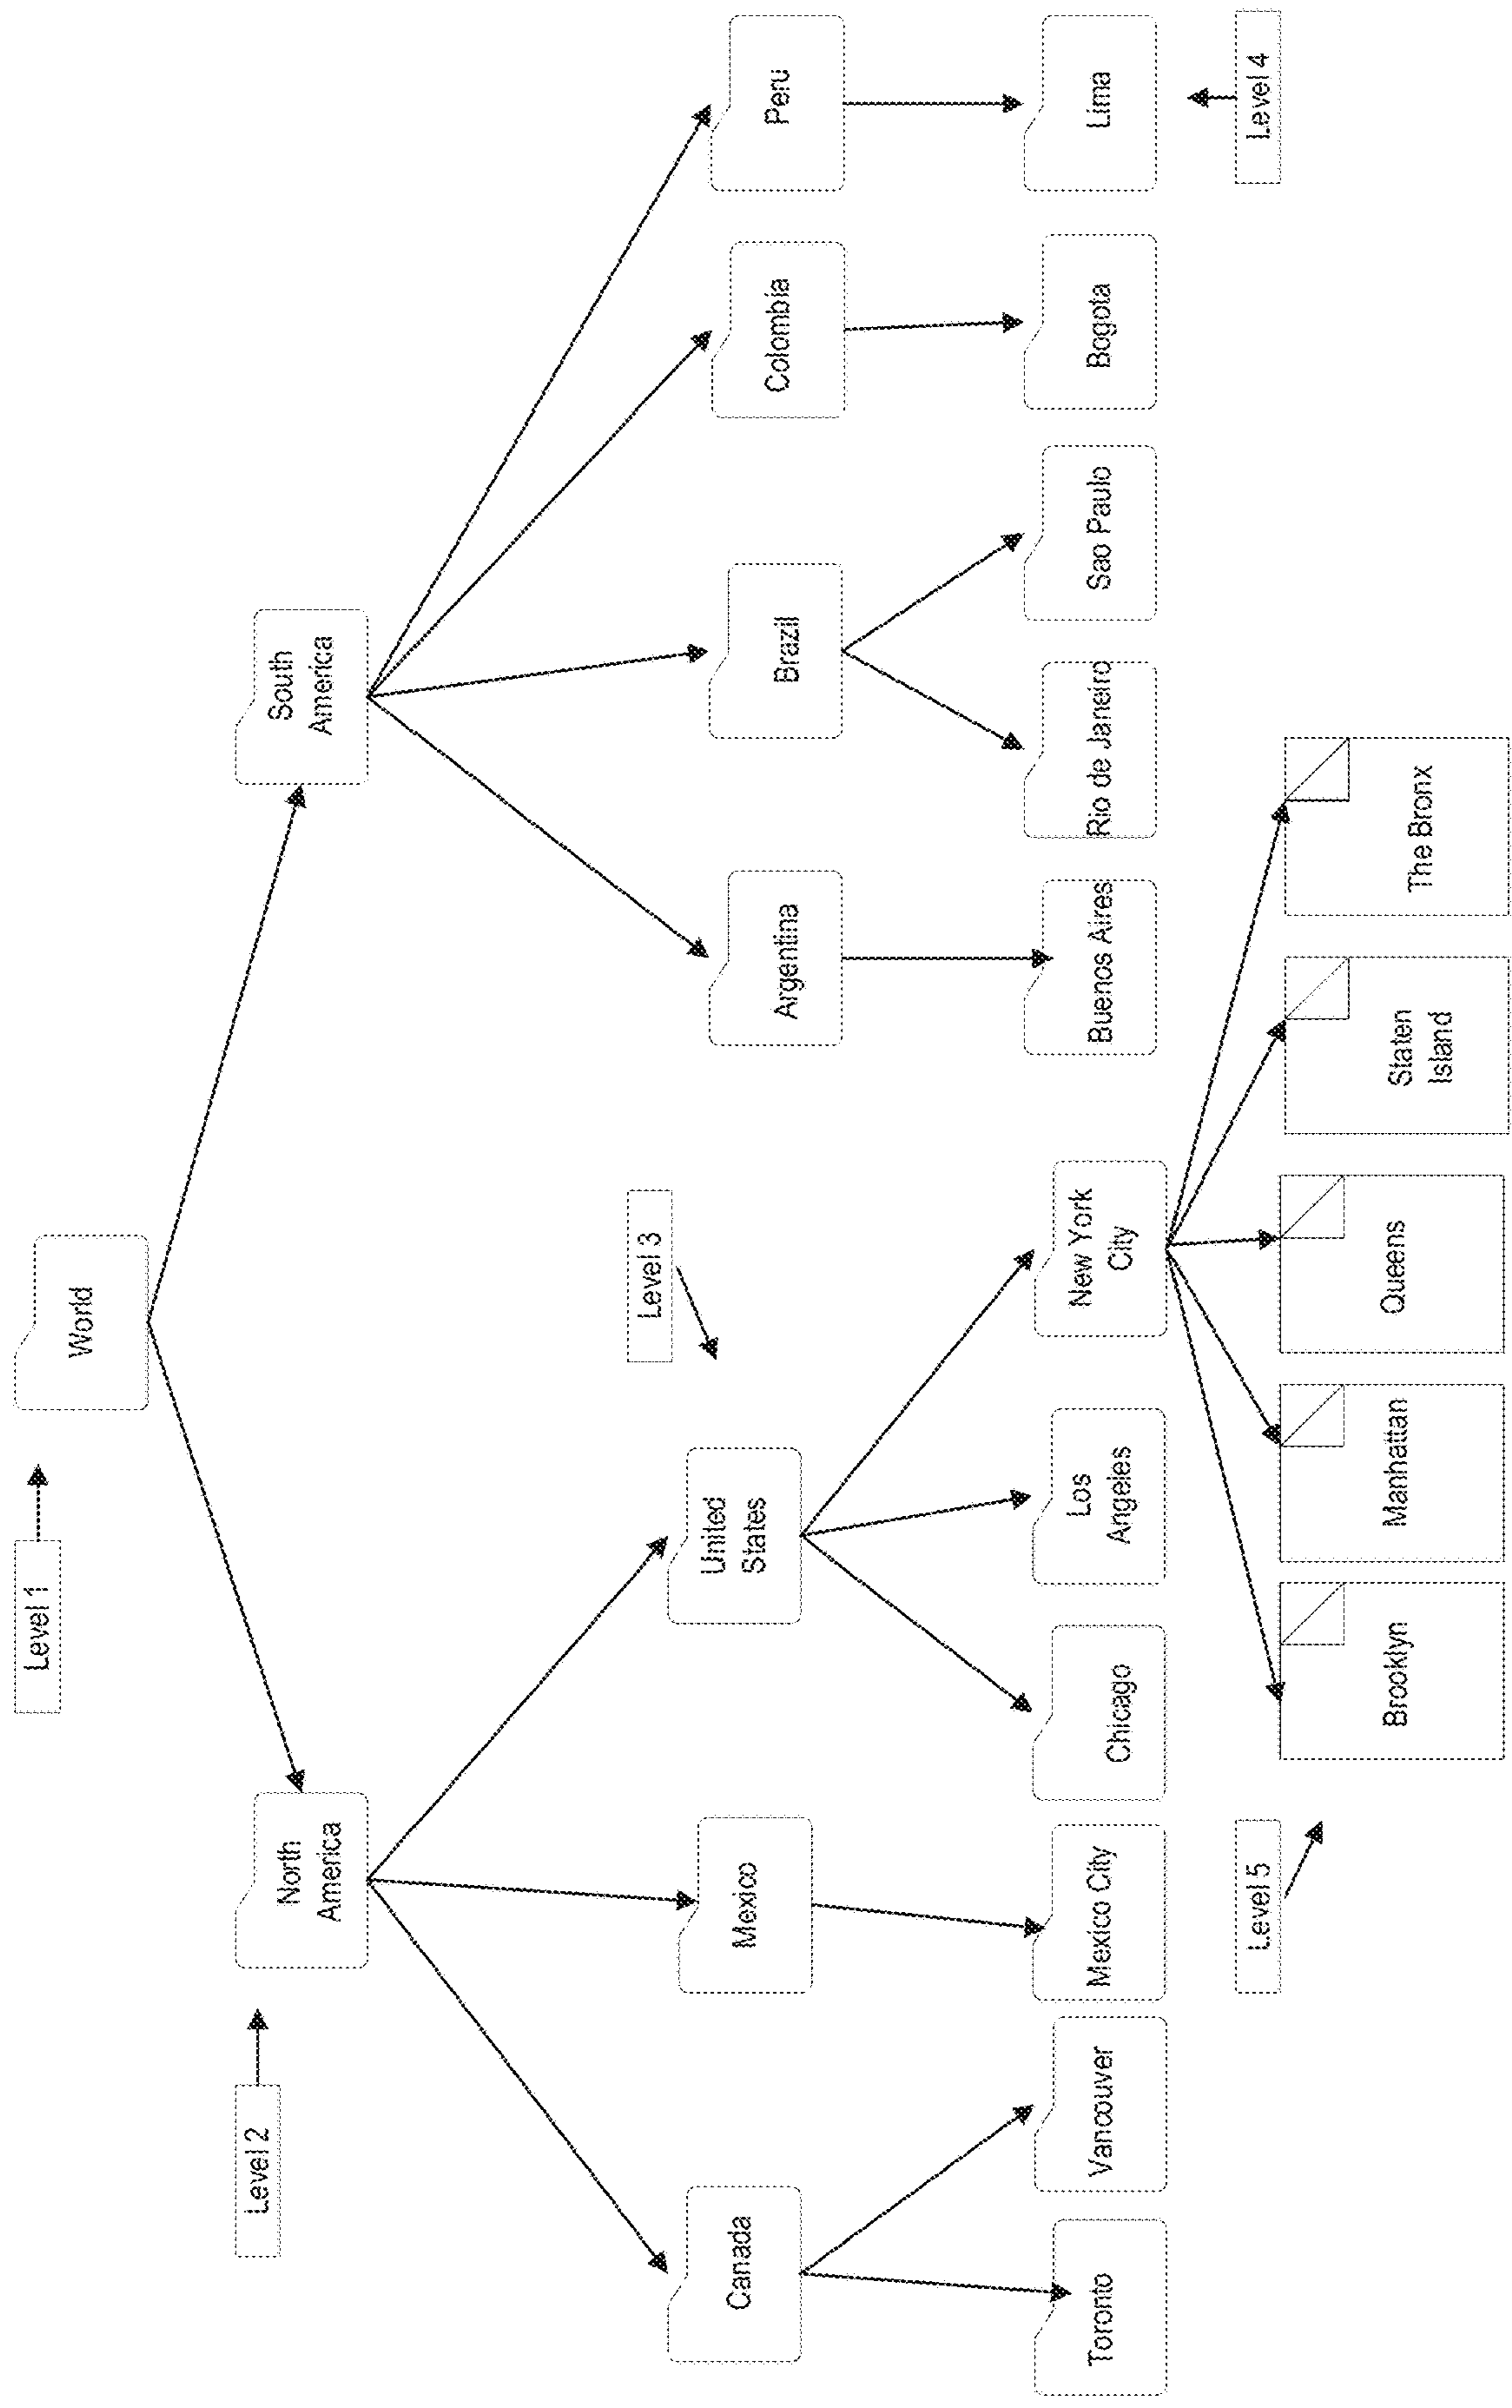 Level 1
World
Level 2
North
America
South
America
Level 3
Canada
Mexico
United
States
Argentina
Brazil
Colombia
Peru
Toronto
Vancouver
Mexico City
Chicago
Los
Angeles
New York
City
Buenos Aires
Rio de Janeiro
Sao Paulo
Bogota
Lima
Level 5
Level 4
Brooklyn
Manhattan
Queens
Staten
Island
The Bronx